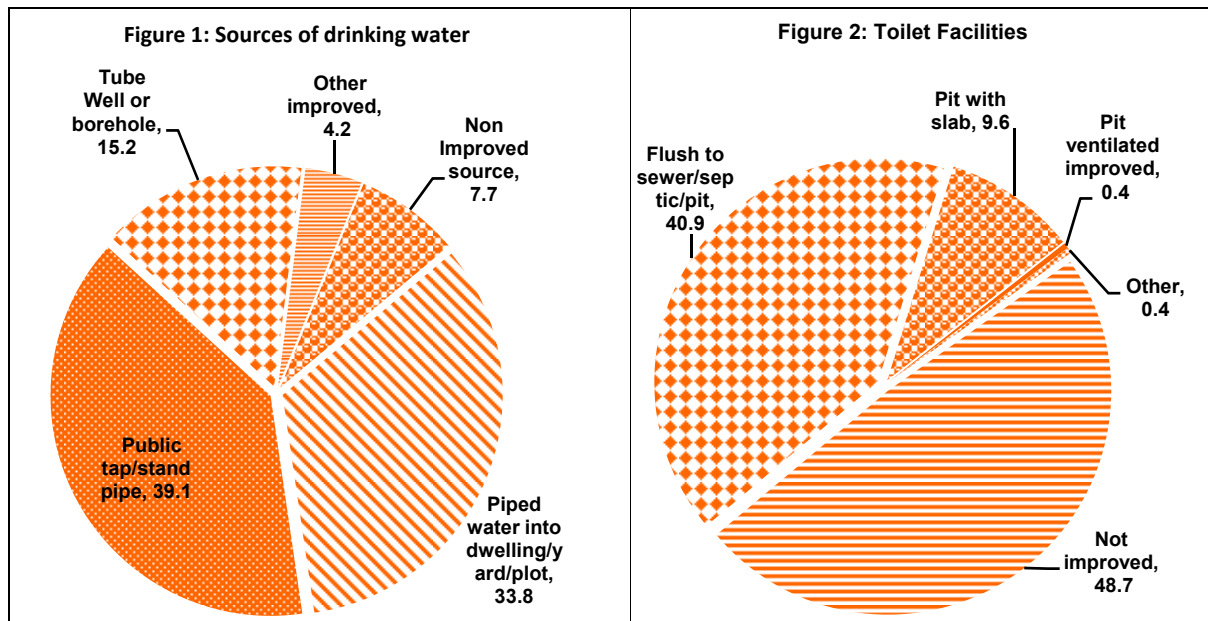 Figure 1: Sources of drinking water
Tube
Well or
borehole,
15.2
Other
improved,
4.2
Non
Improved
source,
7.7
Public
tap/stand
pipe, 39.1
Piped
water into
dwelling/y
ard/plot,
33.8
Figure 2: Toilet Facilities
Flush to
sewer/sep
tic/pit,
40.9
Pit with
slab, 9.6
Pit
ventilated
improved,
0.4
Other,
0.4
Not
improved,
48.7